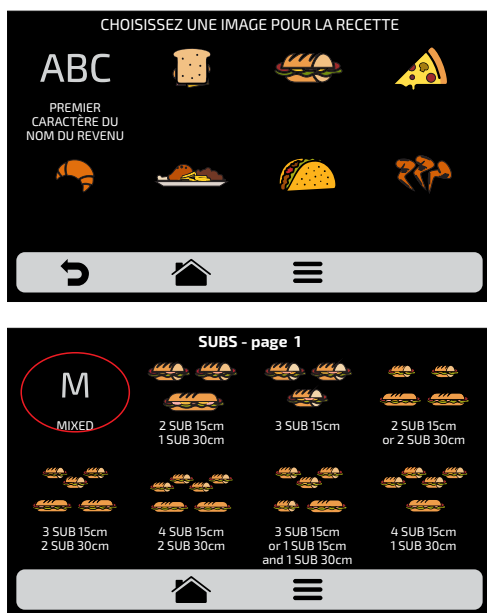 CHOISISSEZ UNE IMAGE POUR LA RECETTE
ABC
PREMIER
CARACTÈRE DU
NOM DU REVENU
SUBS - page 1
M
MIXED
2 SUB 15cm
1 SUB 30cm
3 SUB 15cm
2 SUB 15cm
or 2 SUB 30cm
3 SUB 15cm
2 SUB 30cm
4 SUB 15cm
2 SUB 30cm
3 SUB 15cm
or 1 SUB 15cm
and 1 SUB 30cm
4 SUB 15cm
1 SUB 30cm